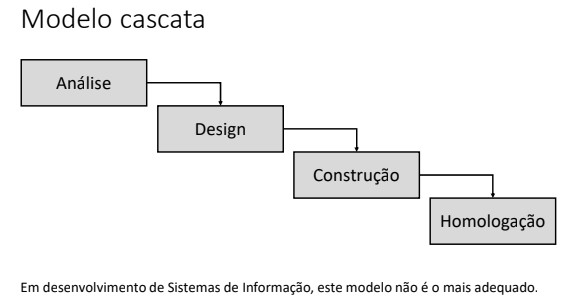 Modelo cascata
Análise
Design
Construção
Homologação
Em desenvolvimento de Sistemas de Informação, este modelo não é o mais adequado.